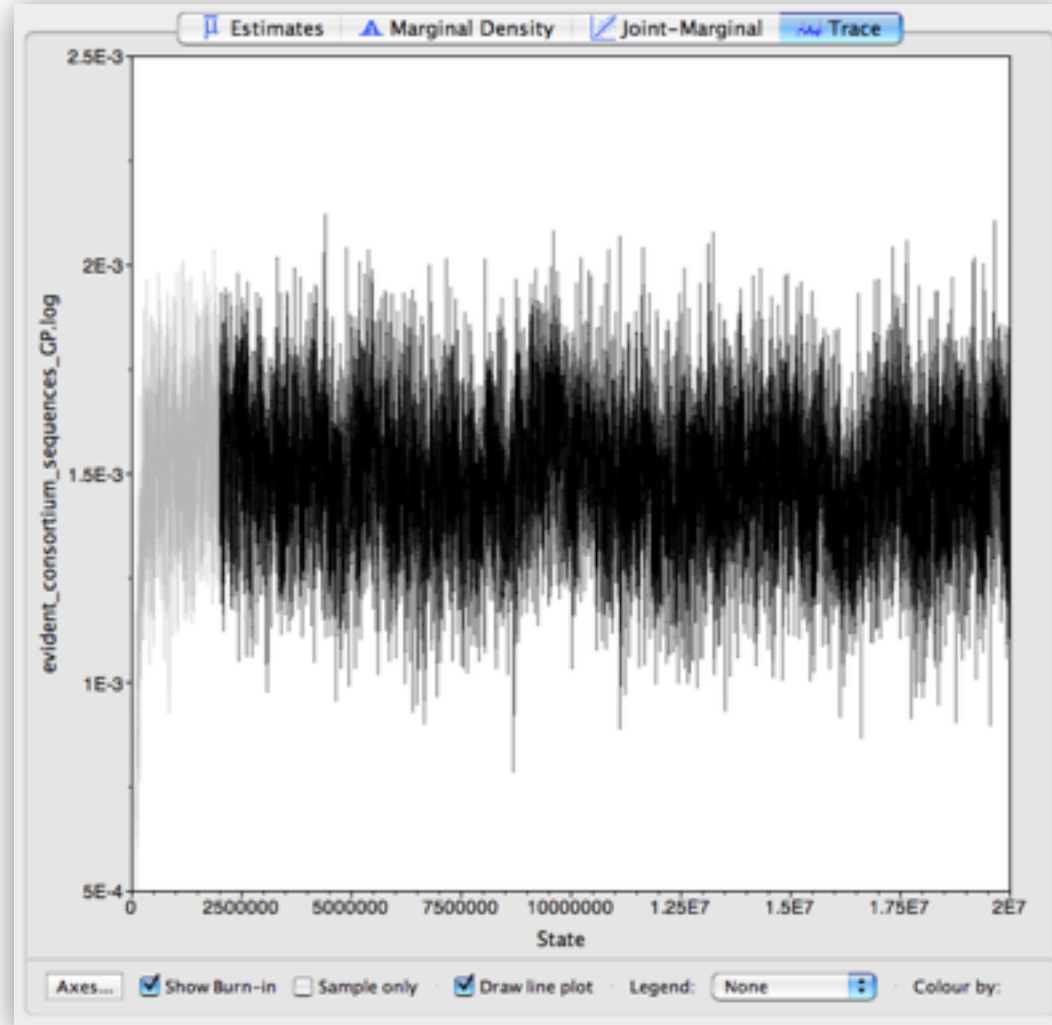 Estimates Marginal Density Joint-Marginal Trace
2.5E-3
2E-3
1.5E-3
1E-3
5E-4
evident_consortium_sequences_GP.log
0 2500000 5000000 7500000 10000000 1.25E7 1.5E7 1.75E7 2E7
State
Axes... Show Burn-in Sample only Draw line plot Legend: None Colour by: